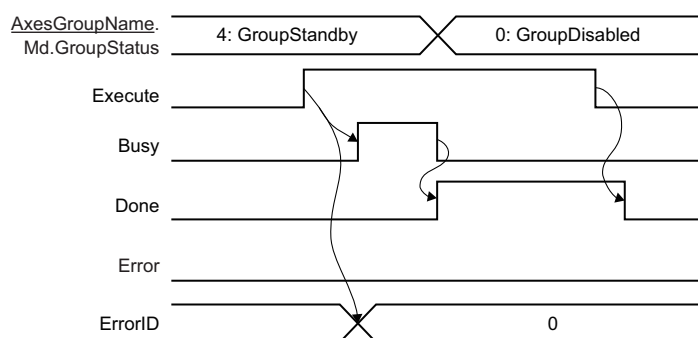 AxesGroupName.
Md.GroupStatus
4: GroupStandby
0: GroupDisabled
Execute
Busy
Done
Error
ErrorID
0